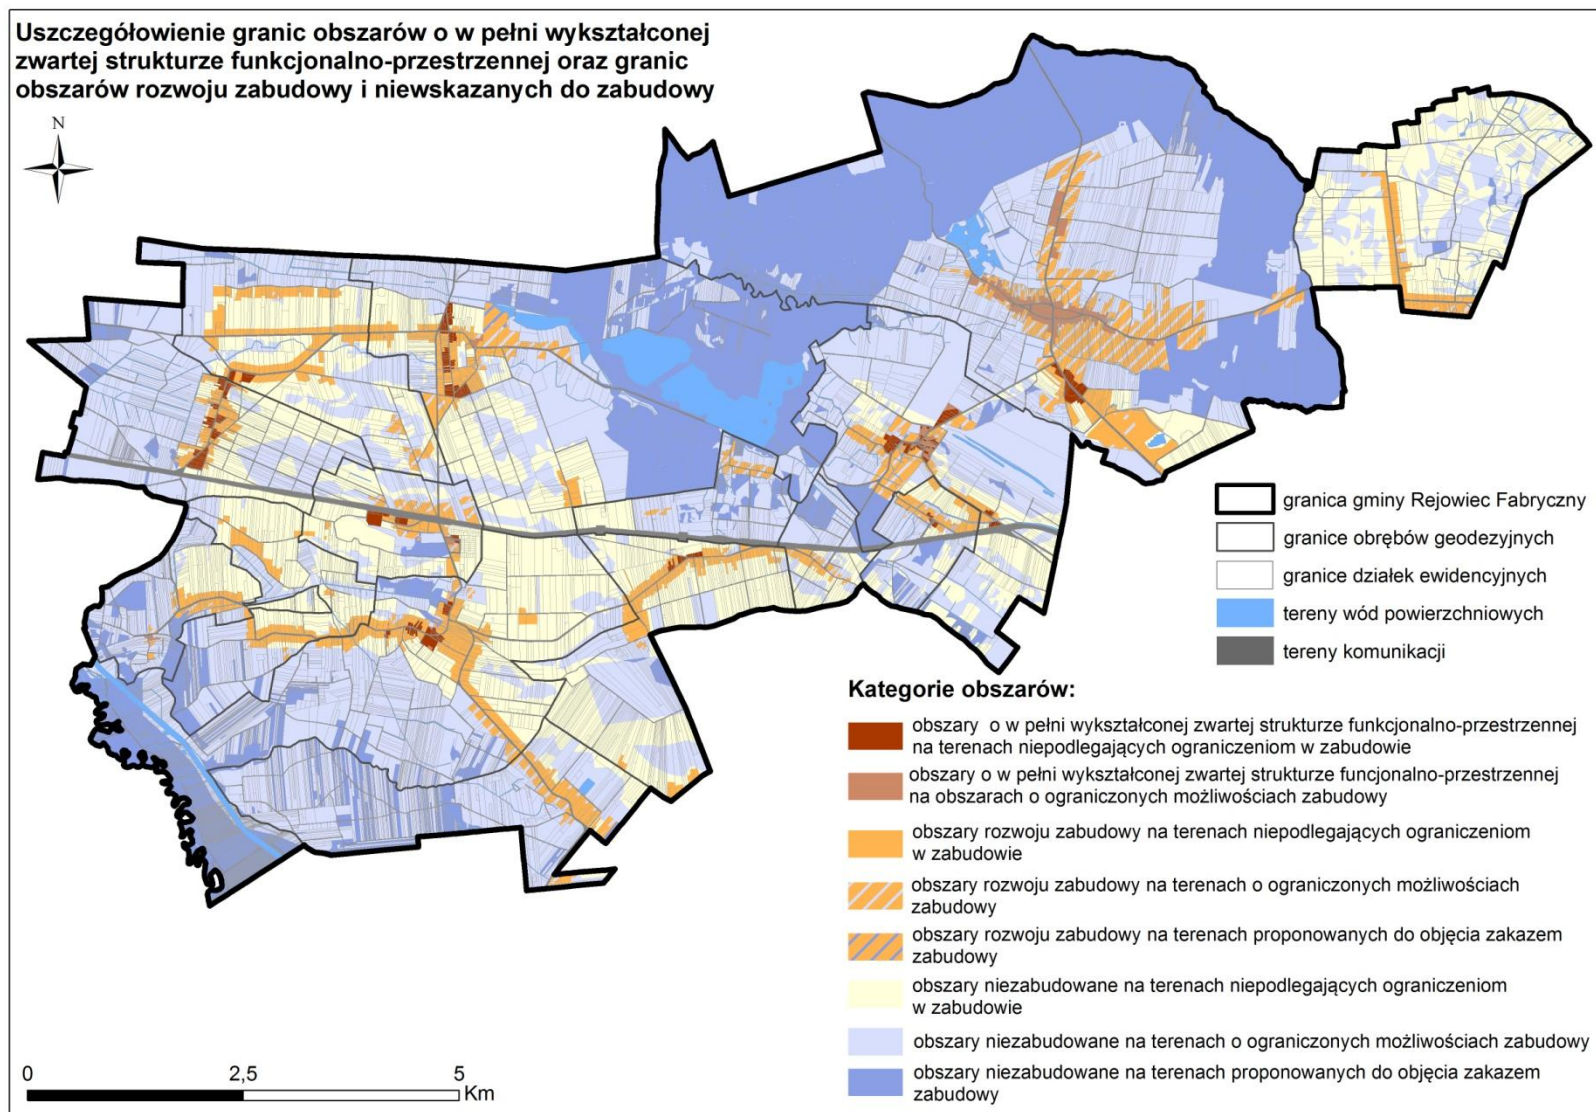 Uszczegółowienie granic obszarów o w pełni wykształconej
zwartej strukturze funkcjonalno-przestrzennej oraz granic
obszarów rozwoju zabudowy i niewskazanych do zabudowy
N
granica gminy Rejowiec Fabryczny
granice obrębów geodezyjnych
granice działek ewidencyjnych
tereny wód powierzchniowych
tereny komunikacji
Kategorie obszarów:
obszary o w pełni wykształconej zwartej strukturze funkcjonalno-przestrzennej
na terenach niepodlegających ograniczeniom w zabudowie
obszary o w pełni wykształconej zwartej strukturze funcjonalno-przestrzennej
na obszarach o ograniczonych możliwościach zabudowy
obszary rozwoju zabudowy na terenach niepodlegających ograniczeniom
w zabudowie
obszary rozwoju zabudowy na terenach o ograniczonych możliwościach
zabudowy
obszary rozwoju zabudowy na terenach proponowanych do objęcia zakazem
zabudowy
obszary niezabudowane na terenach niepodlegających ograniczeniom
w zabudowie
obszary niezabudowane na terenach o ograniczonych możliwościach zabudowy
obszary niezabudowane na terenach proponowanych do objęcia zakazem
zabudowy
0 2,5 5
Km